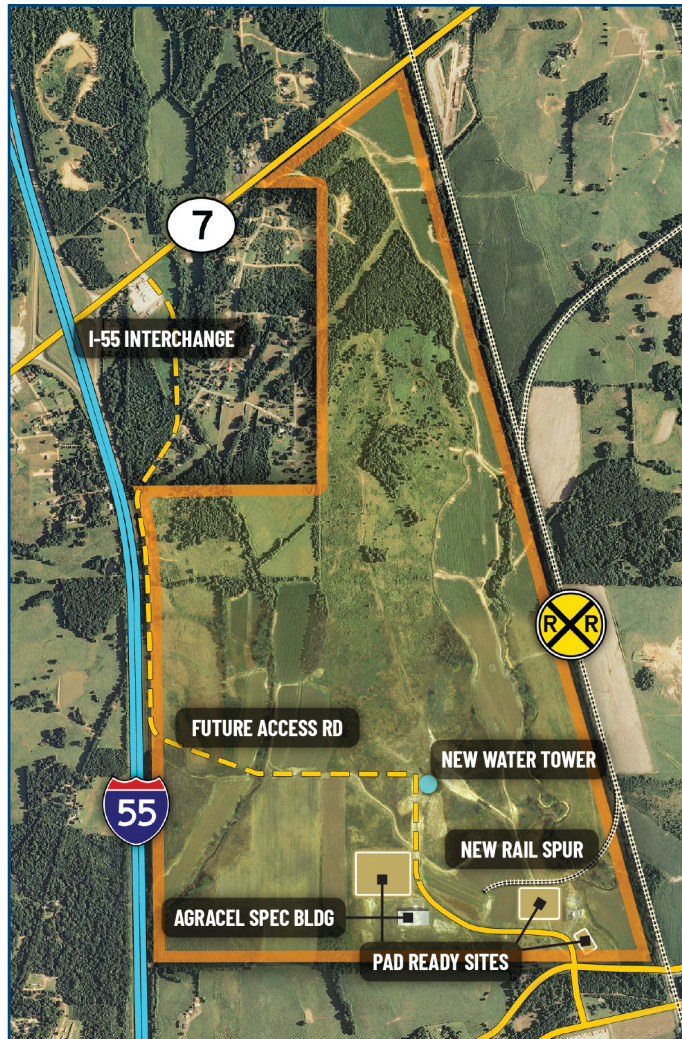 7
I-55 INTERCHANGE
R R
FUTURE ACCESS RD
NEW WATER TOWER
55
NEW RAIL SPUR
AGRACEL SPEC BLDG
PAD READY SITES